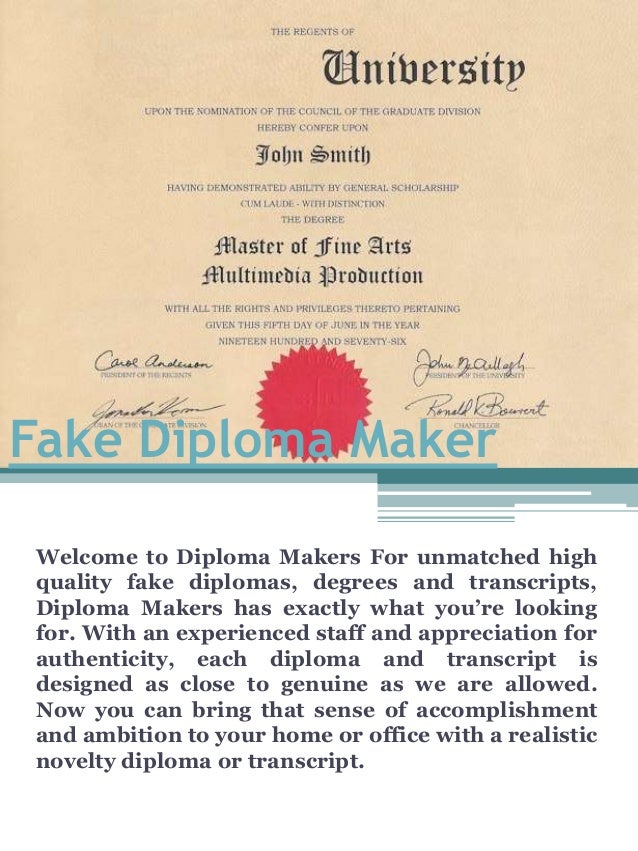 THE REGENTS OF
University
UPON THE NOMINATION OF THE COUNCIL OF THE GRADUATE DIVISION
HEREBY CONFER UPON
John Smith
HAVING DEMONSTRATED ABILITY BY GENERAL SCHOLARSHIP
CUM LAUDE - WITH DISTINCTION
THE DEGREE
Master of Fine Arts
Multimedia Production
WITH ALL THE RIGHTS AND PRIVILEGES THERETO PERTAINING
GIVEN THIS FIFTH DAY OF JUNE IN THE YEAR
NINETEEN HUNDRED AND SEVENTY-SIX
Carol Anderson
PRESIDENT OF THE REGENTS
PRESIDENT OF THE UNIVERSITY
DEAN OF THE GRADUATE DIVISION
CHANCELLOR
Fake Diploma Maker
Welcome to Diploma Makers For unmatched high
quality fake diplomas, degrees and transcripts,
Diploma Makers has exactly what you’re looking
for. With an experienced staff and appreciation for
authenticity, each diploma and transcript is
designed as close to genuine as we are allowed.
Now you can bring that sense of accomplishment
and ambition to your home or office with a realistic
novelty diploma or transcript.